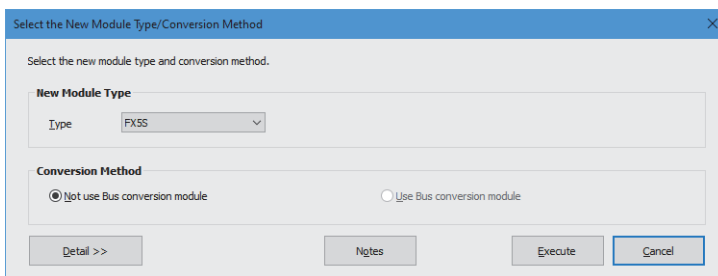 Select the New Module Type/Conversion Method
Select the new module type and conversion method.
New Module Type
Type FX5S
Conversion Method
Not use Bus conversion module Use Bus conversion module
Detail >> Notes Execute Cancel